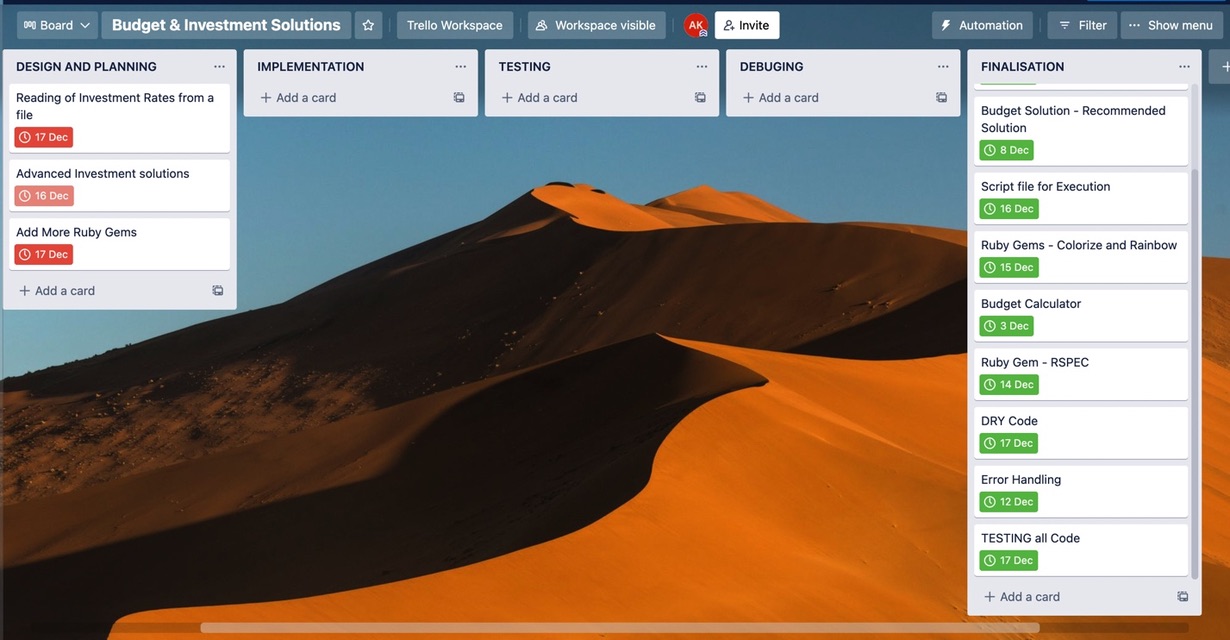 Board
Budget & Investment Solutions
Trello Workspace
Workspace visible
AK
Invite
Automation
Filter
Show menu
DESIGN AND PLANNING
Reading of Investment Rates from a
file
17 Dec
Advanced Investment solutions
16 Dec
Add More Ruby Gems
17 Dec
Add a card
IMPLEMENTATION
Add a card
TESTING
Add a card
DEBUGING
Add a card
FINALISATION
Budget Solution - Recommended
Solution
8 Dec
Script file for Execution
16 Dec
Ruby Gems - Colorize and Rainbow
15 Dec
Budget Calculator
3 Dec
Ruby Gem - RSPEC
14 Dec
DRY Code
17 Dec
Error Handling
12 Dec
TESTING all Code
17 Dec
Add a card